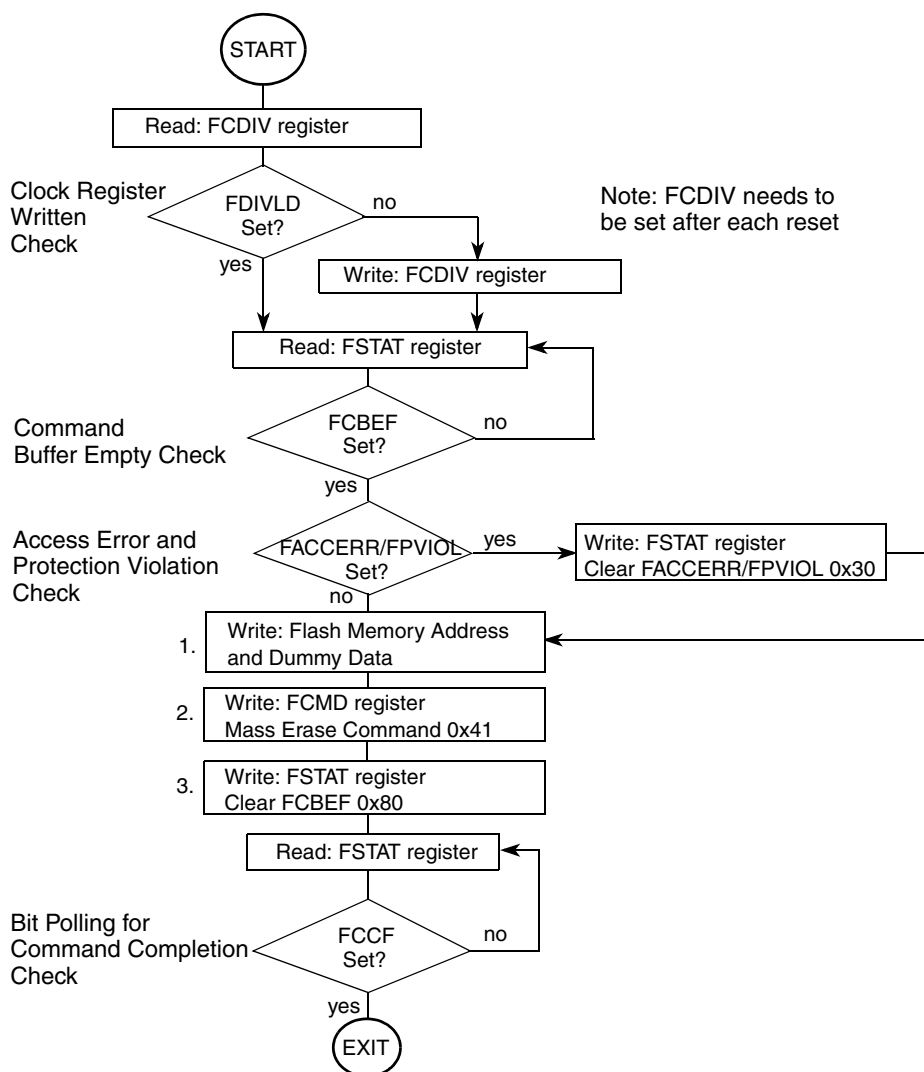 START
Read: FCDIV register
Clock Register
Written
Check
FDIVLD
Set?
no
yes
Note: FCDIV needs to
be set after each reset
Write: FCDIV register
Read: FSTAT register
Command
Buffer Empty Check
FCBEF
Set?
no
yes
Access Error and
Protection Violation
Check
FACCERR/FPVIOL
Set?
yes
no
Write: FSTAT register
Clear FACCERR/FPVIOL 0x30
1.
Write: Flash Memory Address
and Dummy Data
2.
Write: FCMD register
Mass Erase Command 0x41
3.
Write: FSTAT register
Clear FCBEF 0x80
Read: FSTAT register
Bit Polling for
Command Completion
Check
FCCF
Set?
no
yes
EXIT